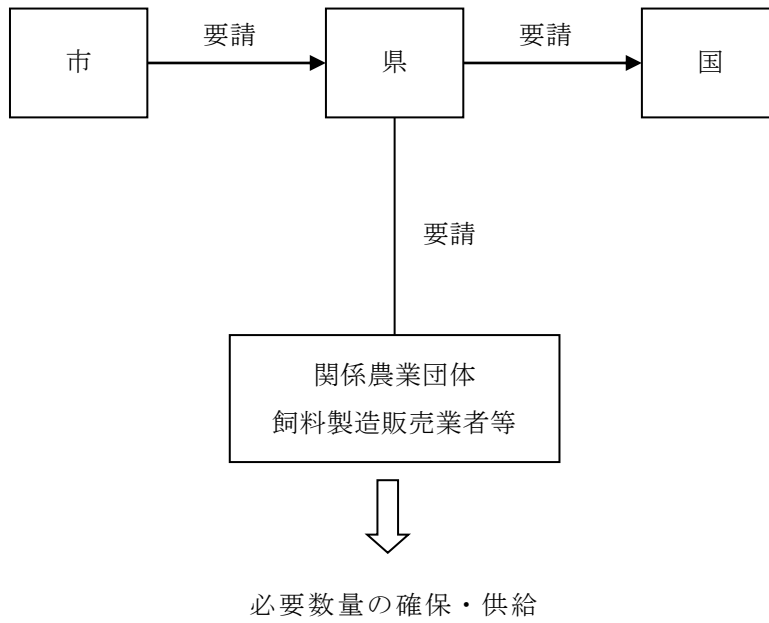 要請
要請
市
県
国
要請
関係農業団体
飼料製造販売業者等
必要数量の確保・供給